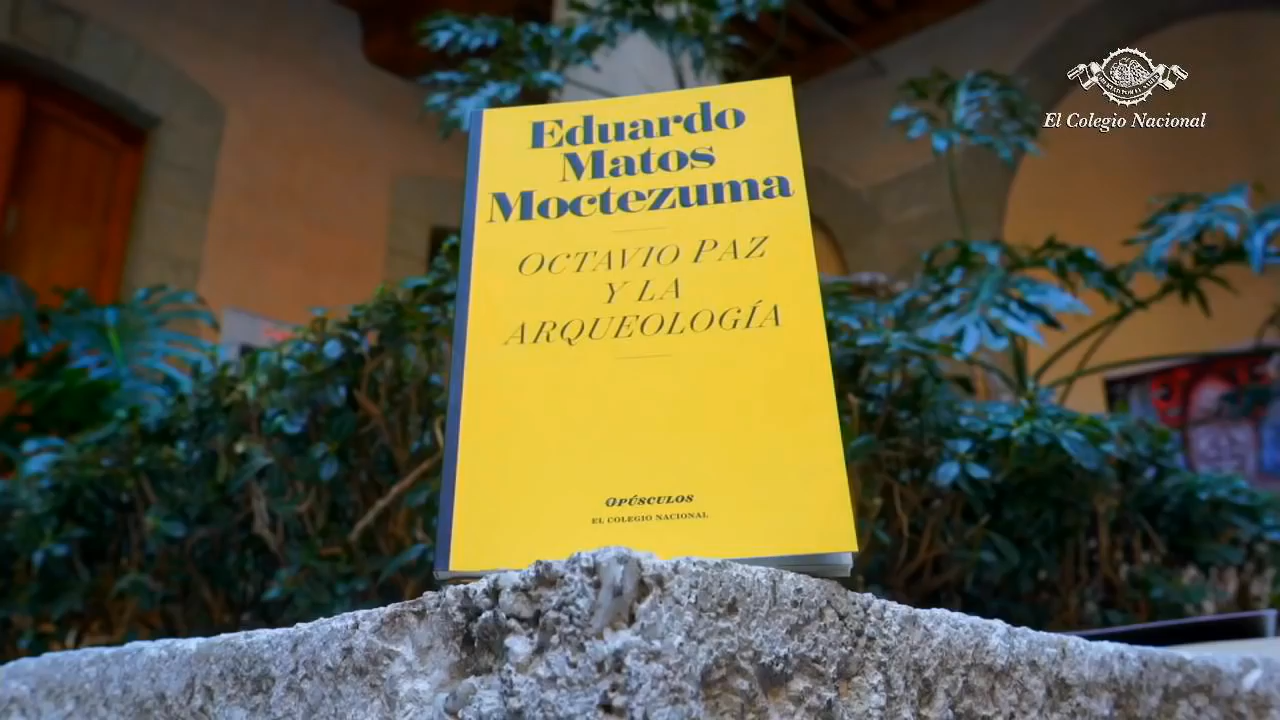 Eduardo
Matos
Moctezuma
OCTAVIO PAZ
Y LA
ARQUEOLOGÍA
OPÚSCULOS
EL COLEGIO NACIONAL
El Colegio Nacional